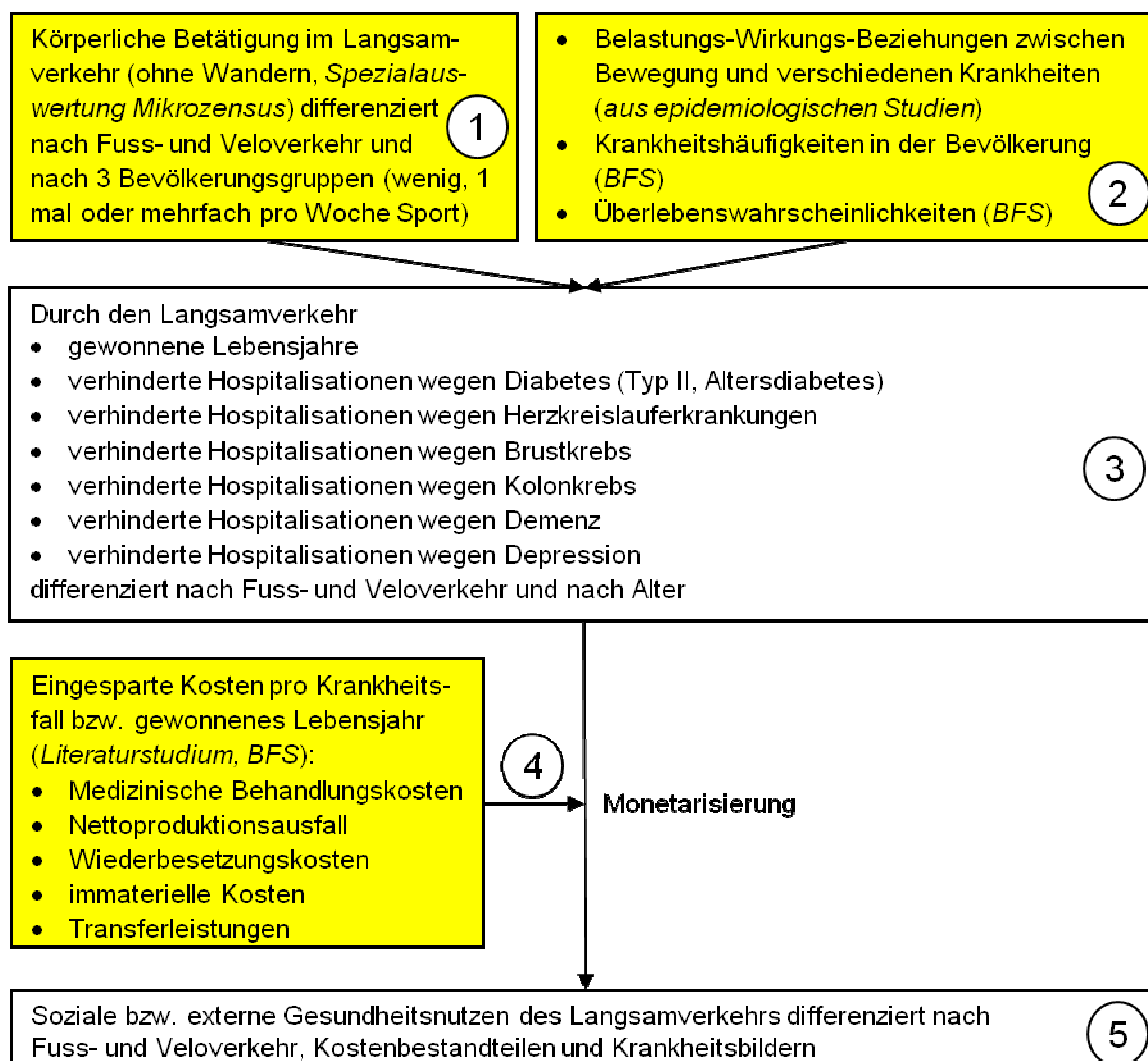 Körperliche Betätigung im Langsam-
verkehr (ohne Wandern, Spezialaus-
wertung Mikrozensus) differenziert
nach Fuss- und Veloverkehr und
nach 3 Bevölkerungsgruppen (wenig, 1
mal oder mehrfach pro Woche Sport)
1
• Belastungs-Wirkungs-Beziehungen zwischen
Bewegung und verschiedenen Krankheiten
(aus epidemiologischen Studien)
• Krankheitshäufigkeiten in der Bevölkerung
(BFS)
• Überlebenswahrscheinlichkeiten (BFS)
2
Durch den Langsamverkehr
• gewonnene Lebensjahre
• verhinderte Hospitalisationen wegen Diabetes (Typ II, Altersdiabetes)
• verhinderte Hospitalisationen wegen Herzkreislauferkrankungen
• verhinderte Hospitalisationen wegen Brustkrebs
• verhinderte Hospitalisationen wegen Kolonkrebs
• verhinderte Hospitalisationen wegen Demenz
• verhinderte Hospitalisationen wegen Depression
differenziert nach Fuss- und Veloverkehr und nach Alter
3
Eingesparte Kosten pro Krankheits-
fall bzw. gewonnenes Lebensjahr
(Literaturstudium, BFS):
• Medizinische Behandlungskosten
• Nettoproduktionsausfall
• Wiederbesetzungskosten
• immaterielle Kosten
• Transferleistungen
4
Monetarisierung
Soziale bzw. externe Gesundheitsnutzen des Langsamverkehrs differenziert nach
Fuss- und Veloverkehr, Kostenbestandteilen und Krankheitsbildern
5